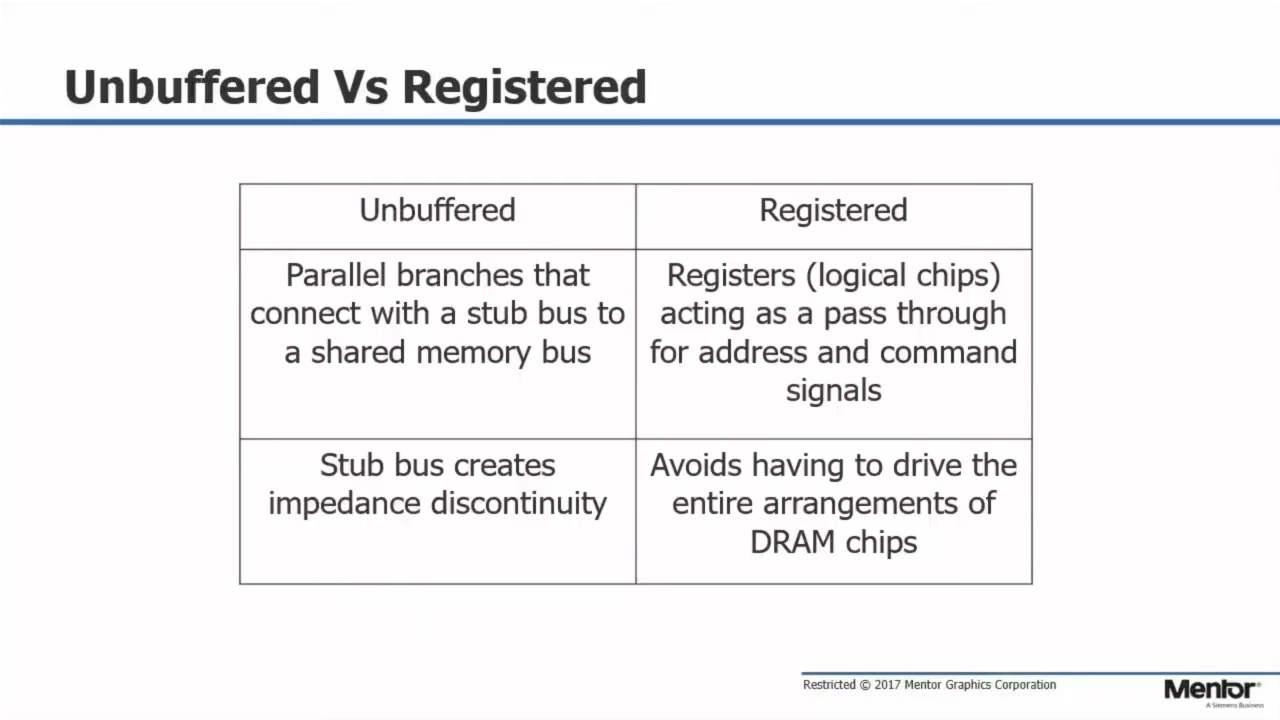 Unbuffered Vs Registered
Unbuffered
Registered
Parallel branches that
connect with a stub bus to
a shared memory bus
Registers (logical chips)
acting as a pass through
for address and command
signals
Stub bus creates
impedance discontinuity
Avoids having to drive the
entire arrangements of
DRAM chips
Restricted © 2017 Mentor Graphics Corporation
Mentor®
A Siemens Business